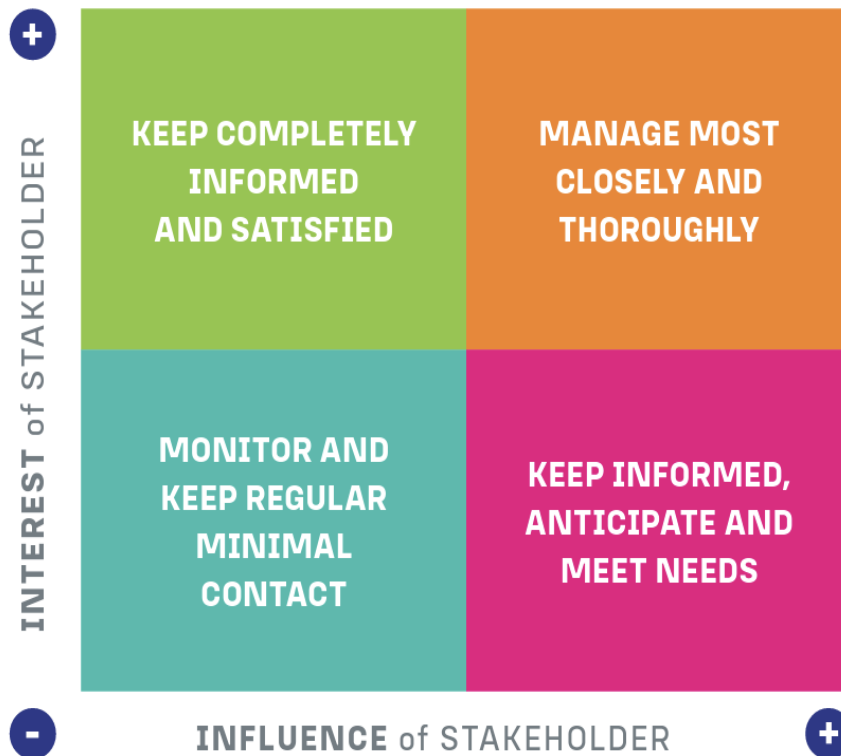 +
KEEP COMPLETELY
INFORMED
AND SATISFIED
MANAGE MOST
CLOSELY AND
THOROUGHLY
INTEREST of STAKEHOLDER
MONITOR AND
KEEP REGULAR
MINIMAL
CONTACT
KEEP INFORMED,
ANTICIPATE AND
MEET NEEDS
-
INFLUENCE of STAKEHOLDER
+